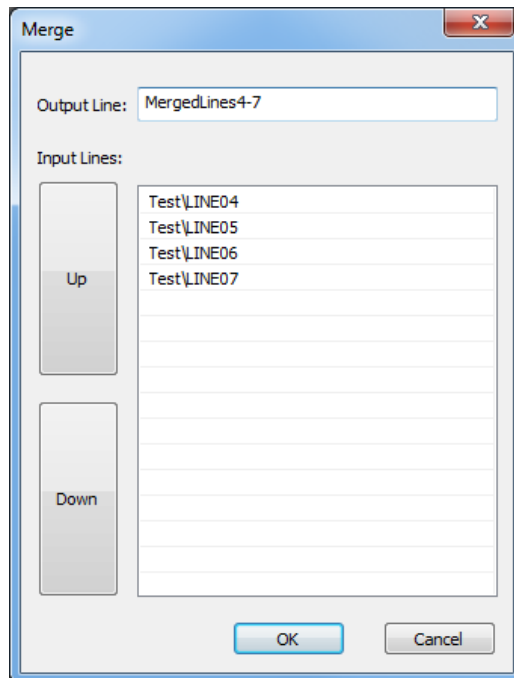 Merge
X
Output Line: MergedLines4-7
Input Lines:
Up
Test\LINE04
Test\LINE05
Test\LINE06
Test\LINE07
Down
OK Cancel